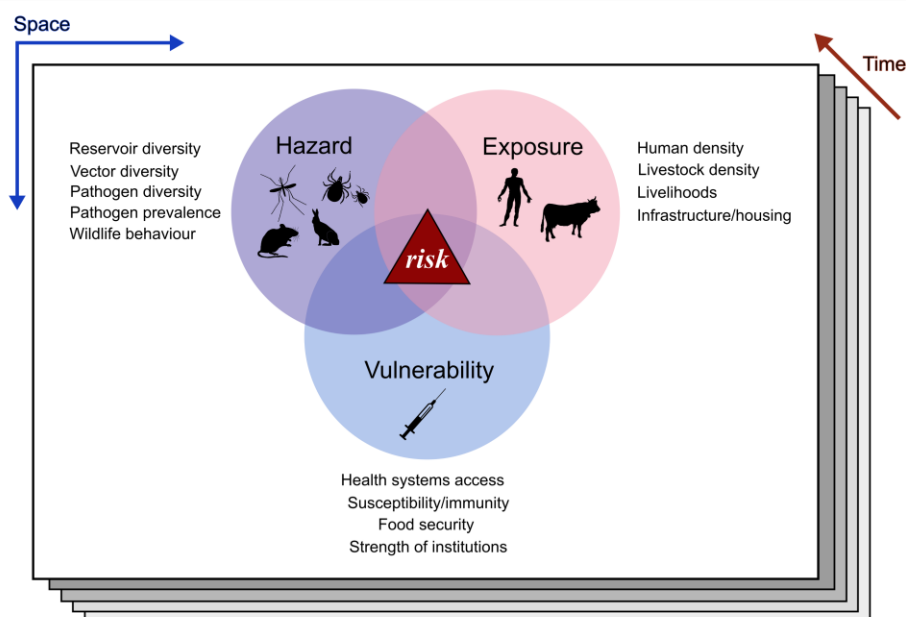 Space
Time
Hazard
Reservoir diversity
Vector diversity
Pathogen diversity
Pathogen prevalence
Wildlife behaviour
Exposure
Human density
Livestock density
Livelihoods
Infrastructure/housing
risk
Vulnerability
Health systems access
Susceptibility/immunity
Food security
Strength of institutions